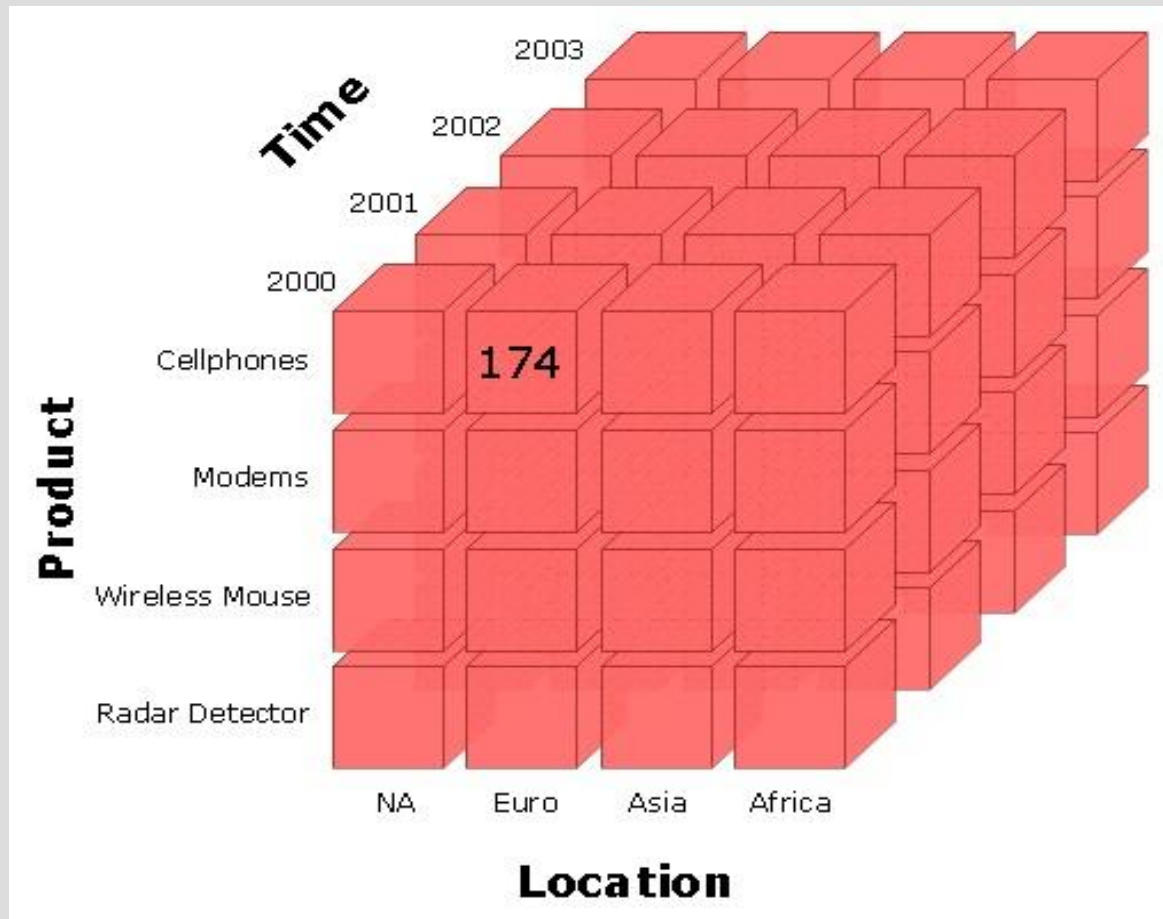 2003
Time
2002
2001
2000
Cellphones
174
Modems
Product
Wireless Mouse
Radar Detector
NA Euro Asia Africa
Location